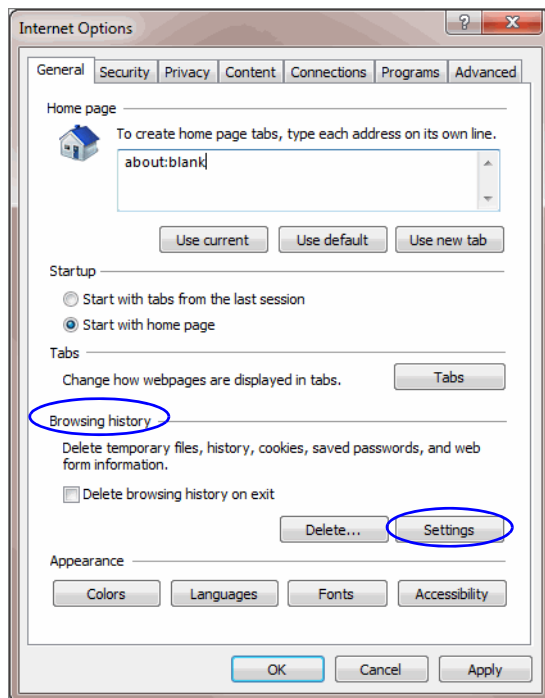 Internet Options
General Security Privacy Content Connections Programs Advanced
Home page
To create home page tabs, type each address on its own line.
about:blank
Use current Use default Use new tab
Startup
Start with tabs from the last session
Start with home page
Tabs
Change how webpages are displayed in tabs. Tabs
Browsing history
Delete temporary files, history, cookies, saved passwords, and web
form information.
Delete browsing history on exit
Delete... Settings
Appearance
Colors Languages Fonts Accessibility
OK Cancel Apply